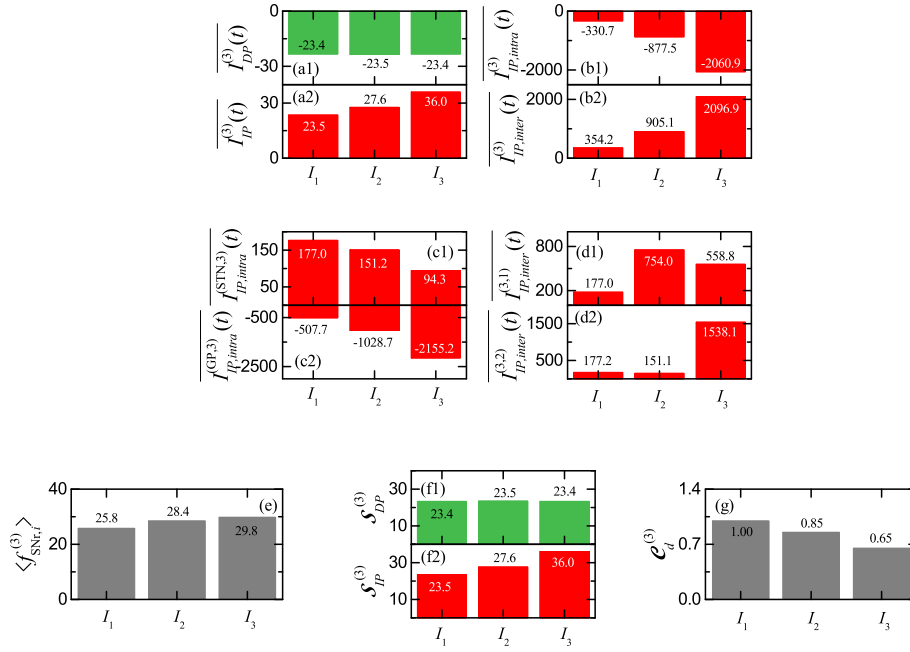 I_DP^(3)(t)
0
-30
-23.4
-23.5
-23.4
(a1)
I_IP^(3)(t)
30
0
23.5
27.6
36.0
(a2)
I_1 I_2 I_3
I_IP,intra^(3)(t)
0
-2000
-330.7
-877.5
-2060.9
(b1)
I_IP,inter^(3)(t)
2000
0
354.2
905.1
2096.9
(b2)
I_1 I_2 I_3
I_IP,intra^(STN,3)(t)
150
50
177.0
151.2
94.3
(c1)
I_IP,intra^(GP,3)(t)
-500
-2500
-507.7
-1028.7
-2155.2
(c2)
I_1 I_2 I_3
I_IP,inter^(3,1)(t)
800
200
177.0
754.0
558.8
(d1)
I_IP,inter^(3,2)(t)
1500
500
177.2
151.1
1538.1
(d2)
I_1 I_2 I_3
<f_SNr,i^(3)>
40
20
0
25.8
28.4
29.8
(e)
I_1 I_2 I_3
S_DP^(3)
30
10
23.4
23.5
23.4
(f1)
S_IP^(3)
30
10
23.5
27.6
36.0
(f2)
I_1 I_2 I_3
C_d^(3)
1.4
0.7
0.0
1.00
0.85
0.65
(g)
I_1 I_2 I_3